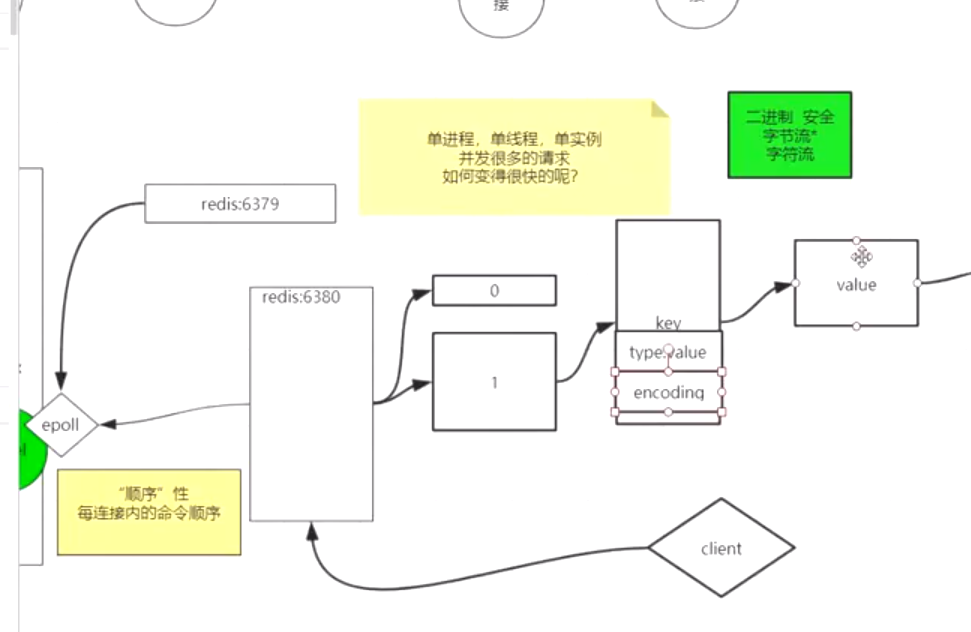 接
单进程，单线程，单实例
并发很多的请求
如何变得很快的呢?
二进制 安全
字节流*
字符流
redis:6379
redis:6380
0
1
key
type:value
encoding
value
epoll
“顺序”性
每连接内的命令顺序
client